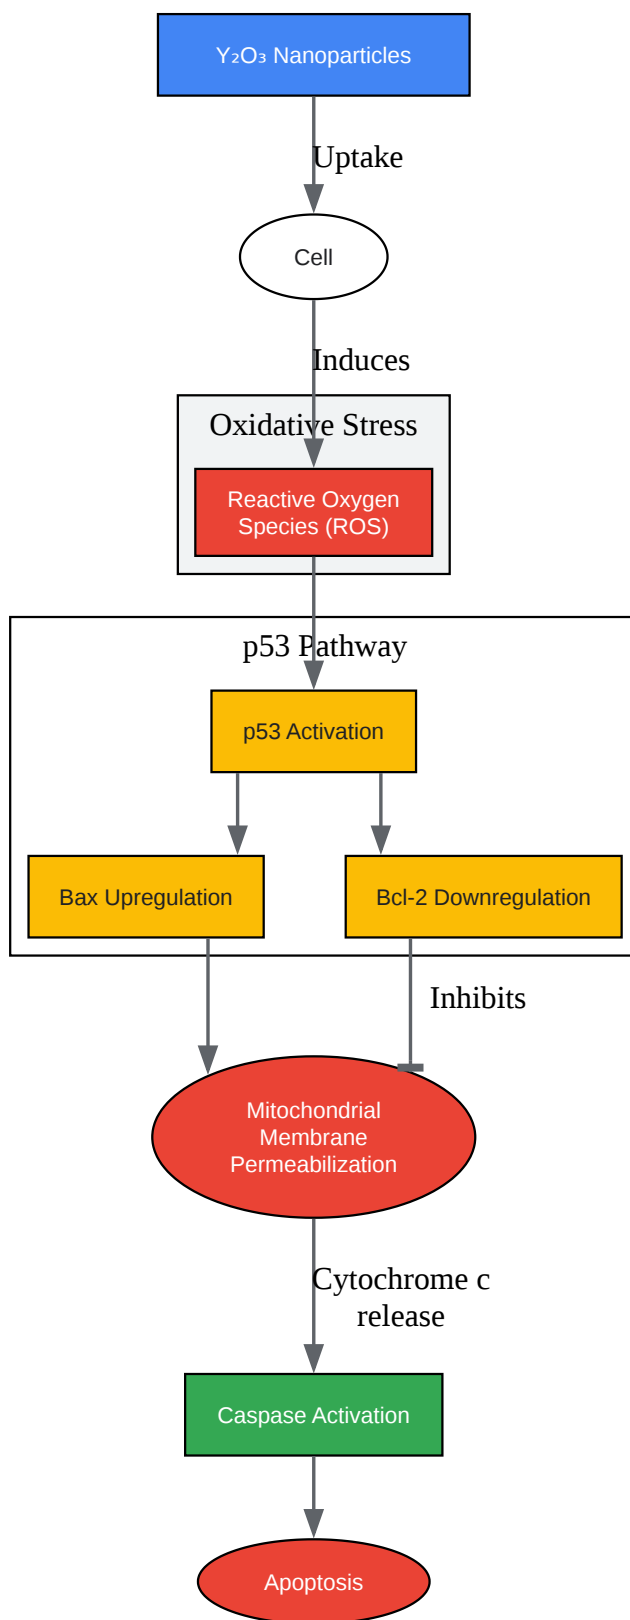 Y₂O₃ Nanoparticles
Uptake
Cell
Induces
Oxidative Stress
Reactive Oxygen
Species (ROS)
p53 Pathway
p53 Activation
Bax Upregulation
Bcl-2 Downregulation
Inhibits
Mitochondrial
Membrane
Permeabilization
Cytochrome c
release
Caspase Activation
Apoptosis